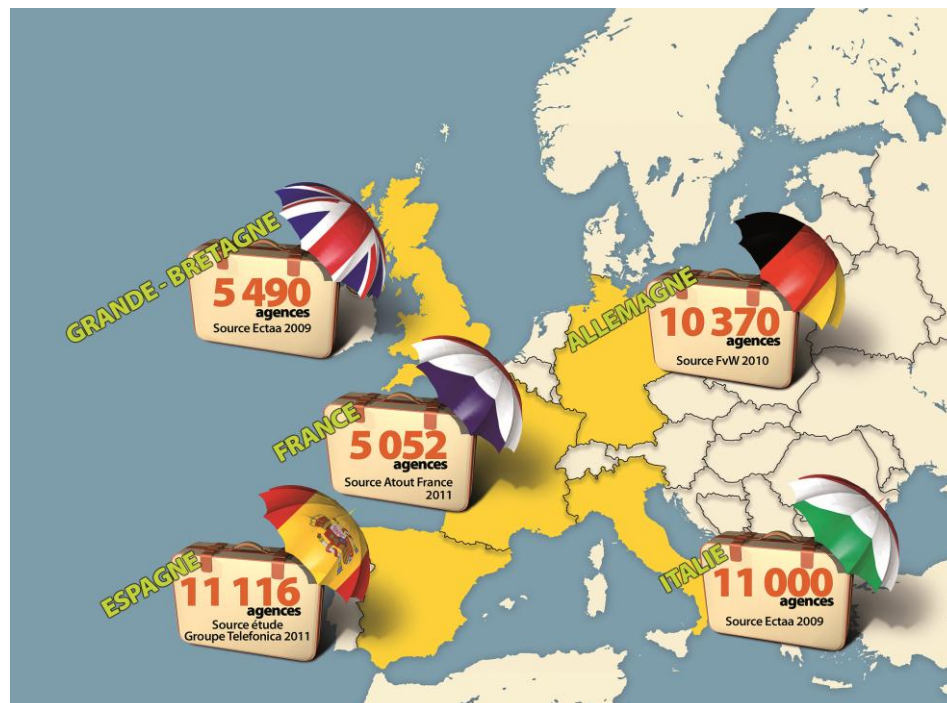 GRANDE - BRETAGNE
5 490
agences
Source Ectaa 2009
ALLEMAGNE
10 370
agences
Source FvW 2010
FRANCE
5 052
agences
Source Atout France
2011
ESPAGNE
11 116
agences
Source étude
Groupe Telefonica 2011
ITALIE
11 000
agences
Source Ectaa 2009